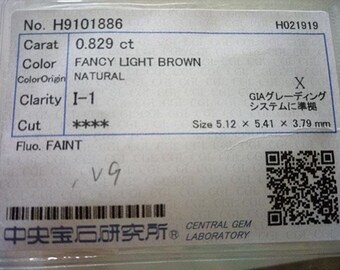 No. H9101886 H021919
Carat 0.829 ct
Color FANCY LIGHT BROWN
ColorOrigin NATURAL
Clarity I-1
X
GIAグレーディング
システムに準拠
Cut ****
Size 5.12 × 5.41 × 3.79 mm
Fluo. FAINT
VG
中央宝石研究所® CENTRAL GEM
LABORATORY